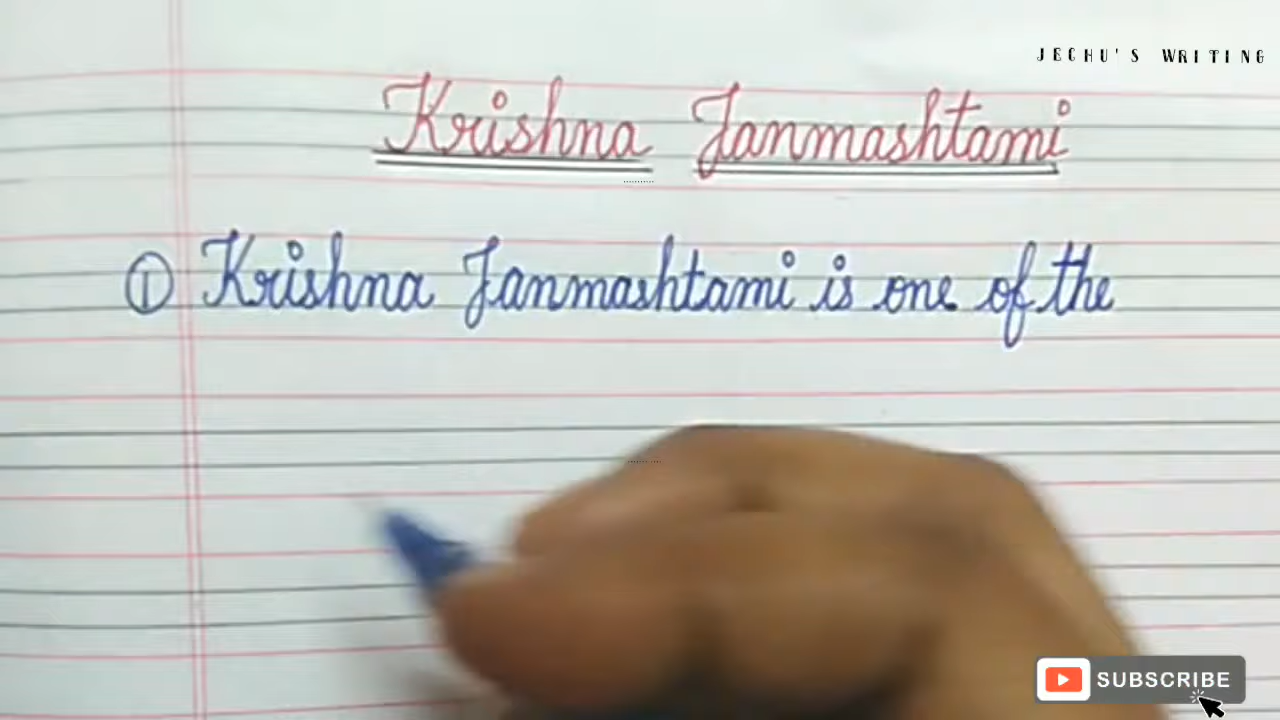 JECHU'S WRITING
Krishna Janmashtami
① Krishna Janmashtami is one of the
SUBSCRIBE